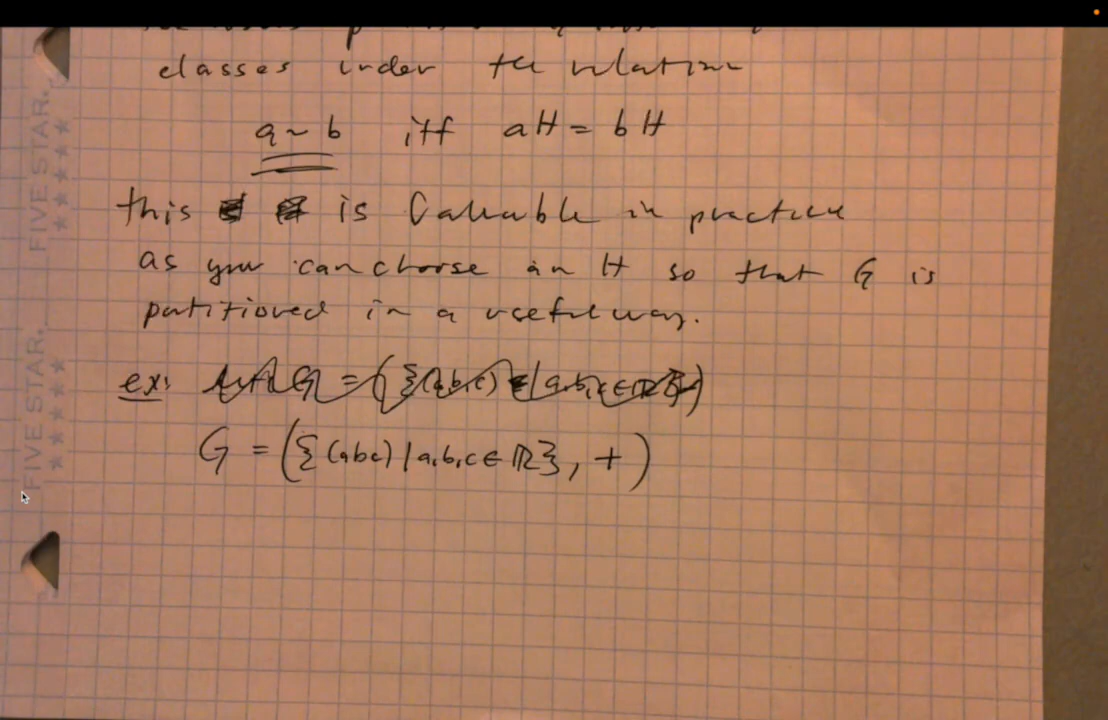 classes under the relation
a ~ b iff aH = bH
this is Valuable in practice
as you can choose an H so that G is
partitioned in a useful way.
ex:
G = ({(abc) | a,b,c ∈ ℝ}, +)
FIVE STAR.
FIVE STAR.